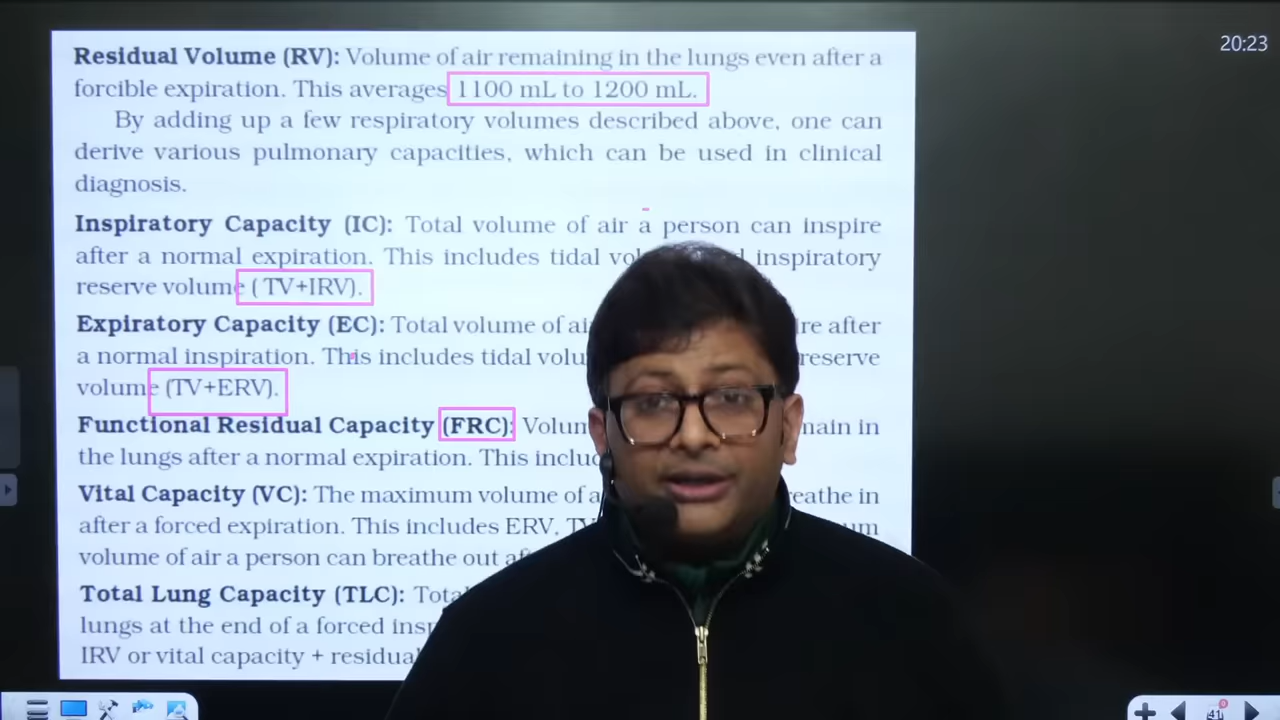 20:23
Residual Volume (RV): Volume of air remaining in the lungs even after a
forcible expiration. This averages 1100 mL to 1200 mL.
By adding up a few respiratory volumes described above, one can
derive various pulmonary capacities, which can be used in clinical
diagnosis.
Inspiratory Capacity (IC): Total volume of air a person can inspire
after a normal expiration. This includes tidal inspiratory
reserve volume ( TV+IRV).
Expiratory Capacity (EC): Total volume of after
a normal inspiration. This includes tidal reserve
volume (TV+ERV).
Functional Residual Capacity (FRC): in
the lungs after a normal expiration. This
Vital Capacity (VC): The maximum volume of in
after a forced expiration. This includes ERV,
volume of air a person can breathe out
Total Lung Capacity (TLC):
lungs at the end of a forced
IRV or vital capacity + residual
41